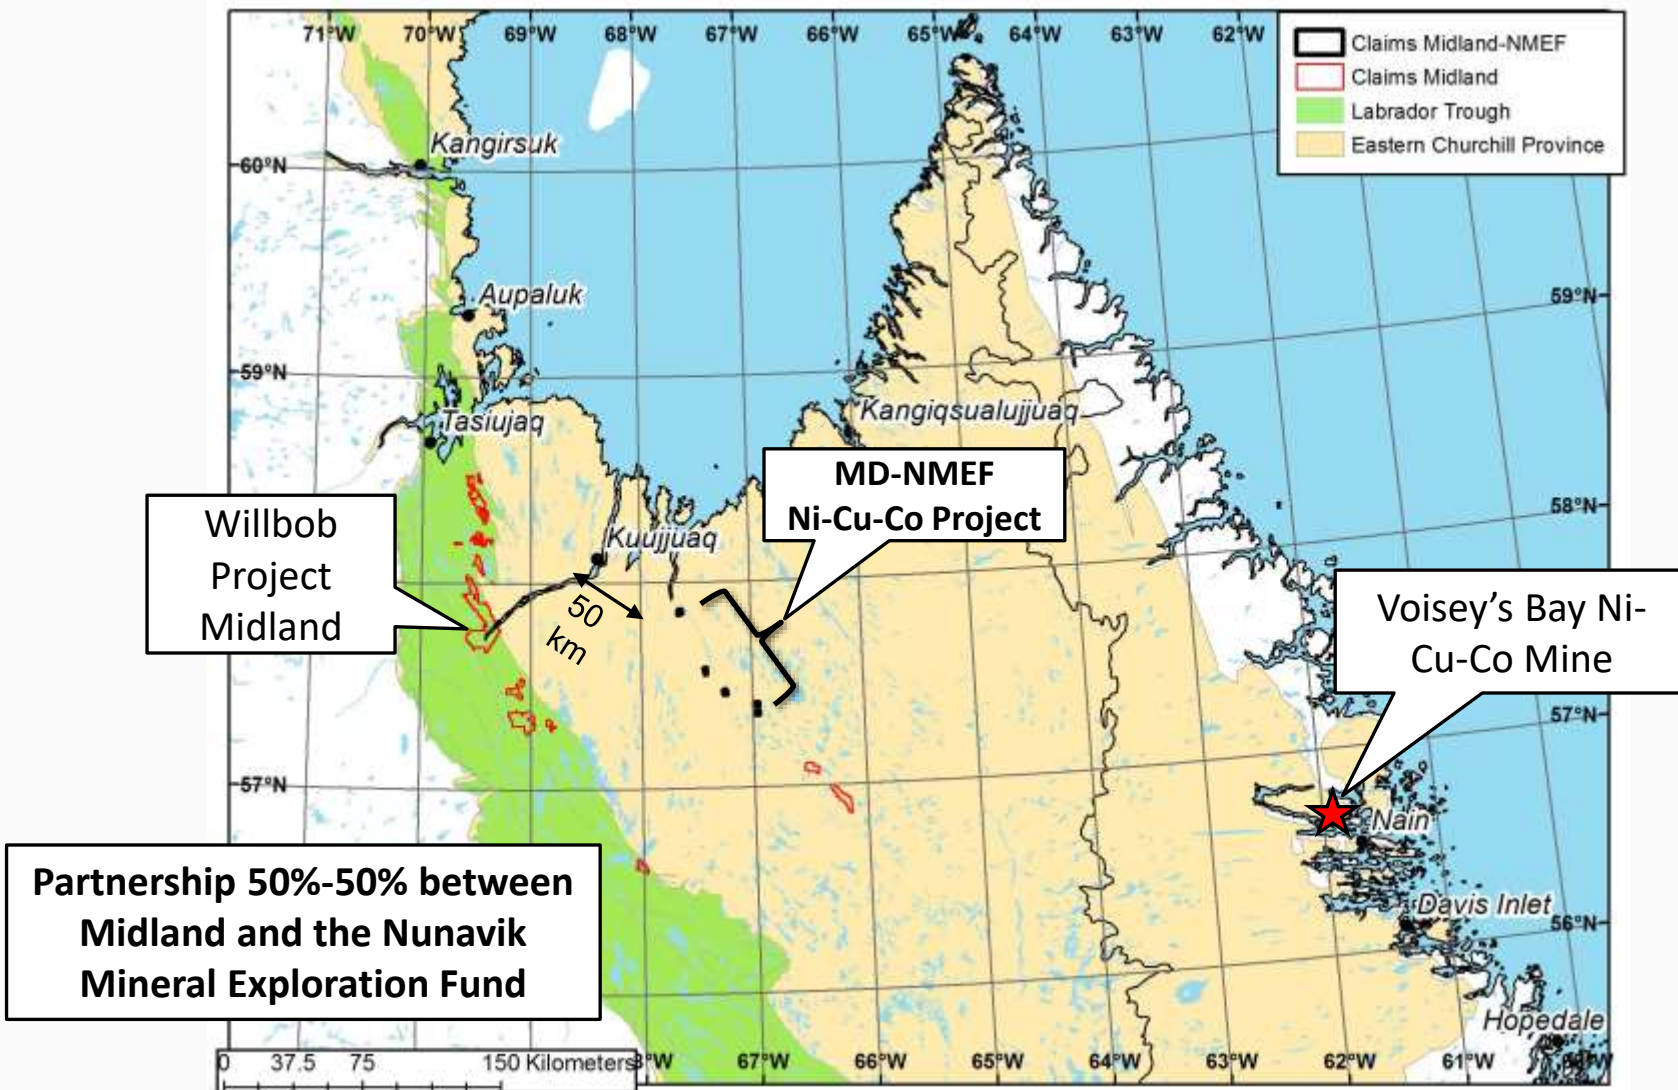 71°W 70°W 69°W 68°W 67°W 66°W 65°W 64°W 63°W 62°W
Claims Midland-NMEF
Claims Midland
Labrador Trough
Eastern Churchill Province
Kangirsuk
60°N
Aupaluk
59°N
59°N
Tasiujaq
Kangiqsualujjuaq
MD-NMEF
Ni-Cu-Co Project
58°N
Willbob
Project
Midland
Kuujjuaq
50
km
Voisey's Bay Ni-
Cu-Co Mine
57°N
57°N
Nain
Partnership 50%-50% between
Midland and the Nunavik
Mineral Exploration Fund
Davis Inlet
56°N
Hopedale
0 37.5 75 150 Kilometers
67°W 66°W 65°W 64°W 63°W 62°W 61°W